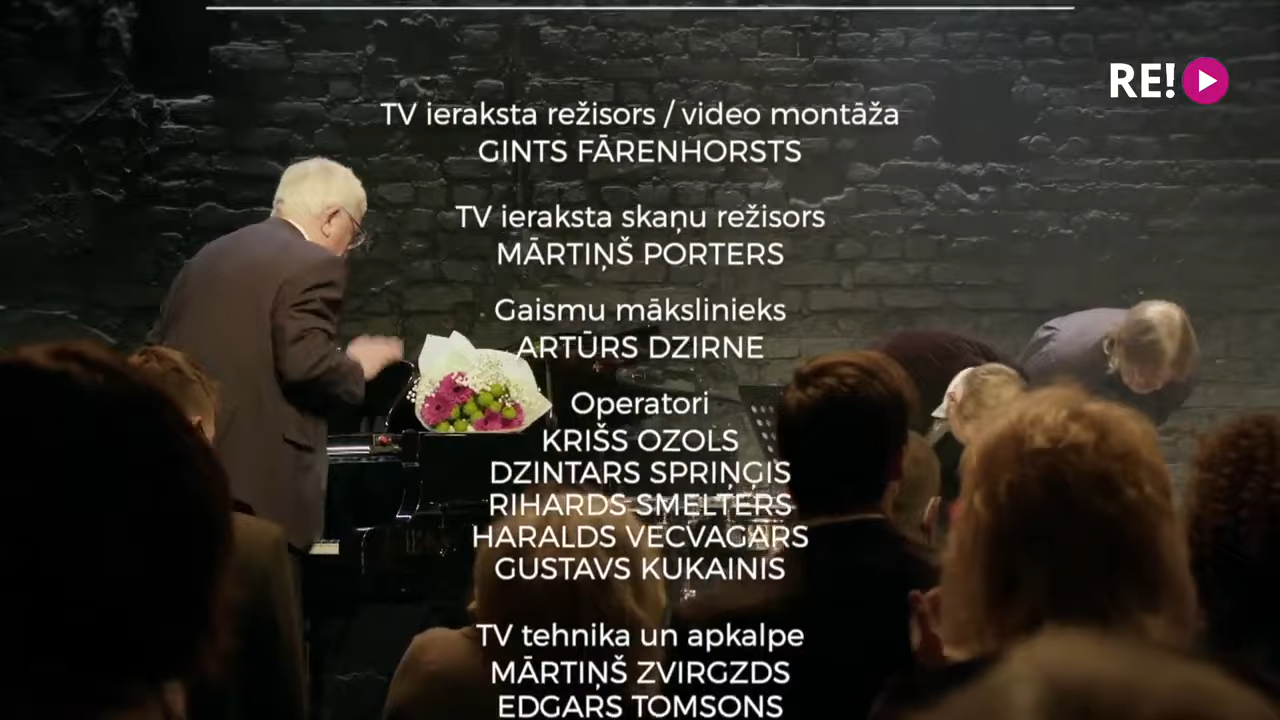 RE!
TV ieraksta režisors / video montāža
GINTS FĀRENHORSTS
TV ieraksta skaņu režisors
MĀRTIŅŠ PORTERS
Gaismu mākslinieks
ARTŪRS DZIRNE
Operatori
KRIŠS OZOLS
DZINTARS SPRIŅĢIS
RIHARDS SMELTERS
HARALDS VECVAGARS
GUSTAVS KUKAINIS
TV tehnika un apkalpe
MĀRTIŅŠ ZVIRGZDS
EDGARS TOMSONS